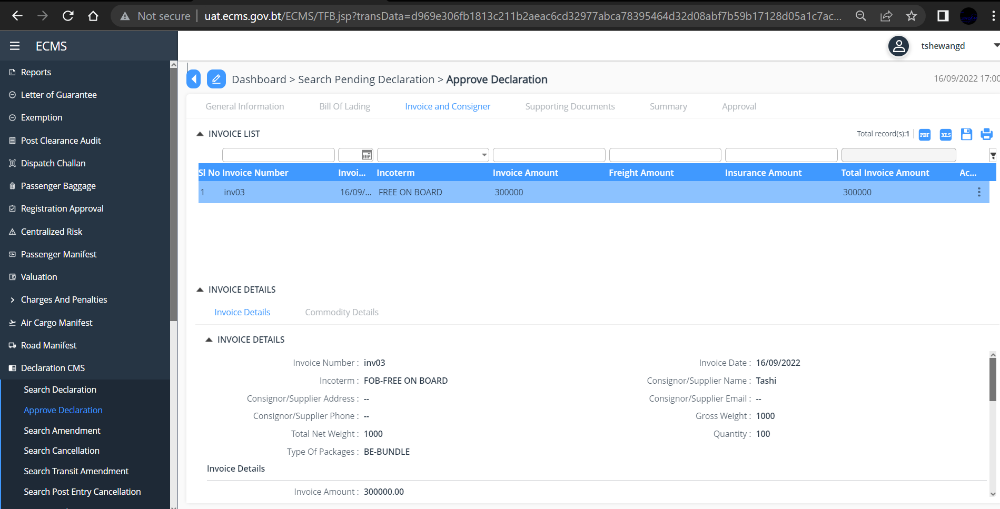 Not secure | uat.ecms.gov.bt/ECMS/TFB.jsp?transData=d969e306fb1813c211b2aeac6cd32977abca78395464d32d08abf7b59b17128d05a1c7ac...
ECMS
tshewangd
Reports
Letter of Guarantee
Exemption
Post Clearance Audit
Dispatch Challan
Passenger Baggage
Registration Approval
Centralized Risk
Passenger Manifest
Valuation
Charges And Penalties
Air Cargo Manifest
Road Manifest
Declaration CMS
Search Declaration
Approve Declaration
Search Amendment
Search Cancellation
Search Transit Amendment
Search Post Entry Cancellation
Dashboard > Search Pending Declaration > Approve Declaration
16/09/2022 17:00
General Information Bill Of Lading Invoice and Consigner Supporting Documents Summary Approval
INVOICE LIST
Total record(s):1 PDF XLS
Sl No Invoice Number Invoi... Incoterm Invoice Amount Freight Amount Insurance Amount Total Invoice Amount Ac...
1 inv03 16/09/... FREE ON BOARD 300000 300000
INVOICE DETAILS
Invoice Details Commodity Details
INVOICE DETAILS
Invoice Number : inv03 Invoice Date : 16/09/2022
Incoterm : FOB-FREE ON BOARD Consignor/Supplier Name : Tashi
Consignor/Supplier Address : -- Consignor/Supplier Email : --
Consignor/Supplier Phone : -- Gross Weight : 1000
Total Net Weight : 1000 Quantity : 100
Type Of Packages : BE-BUNDLE
Invoice Details
Invoice Amount : 300000.00